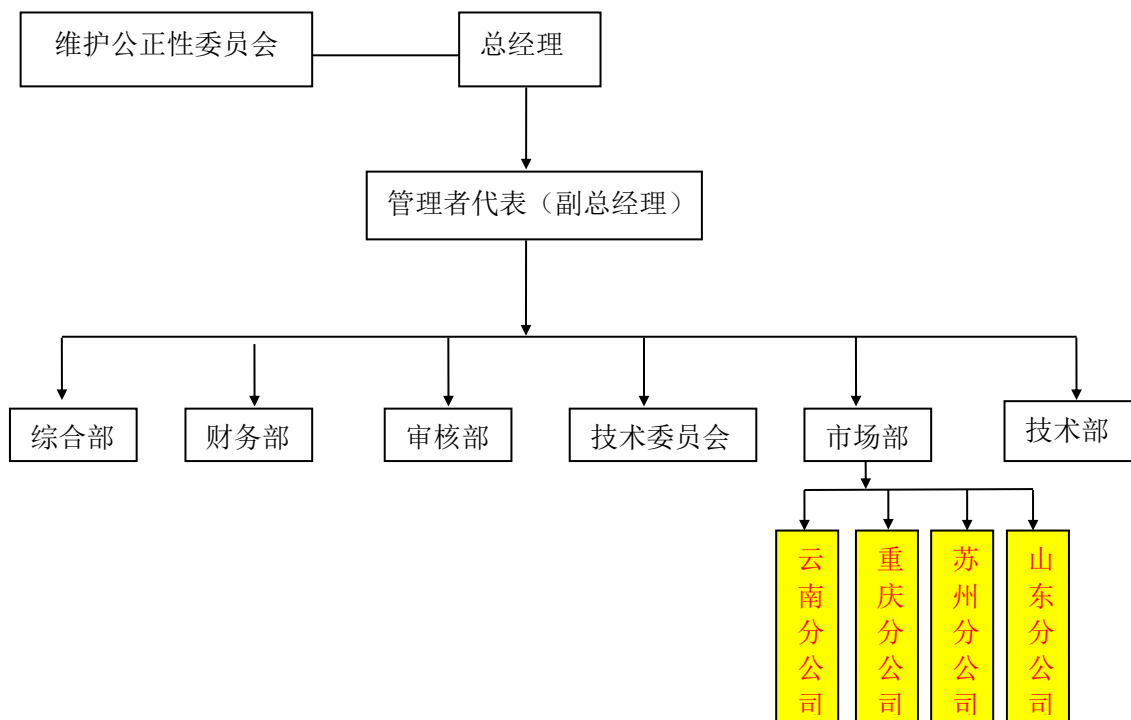 维护公正性委员会
总经理
管理者代表（副总经理）
综合部
财务部
审核部
技术委员会
市场部
技术部
云南分公司
重庆分公司
苏州分公司
山东分公司